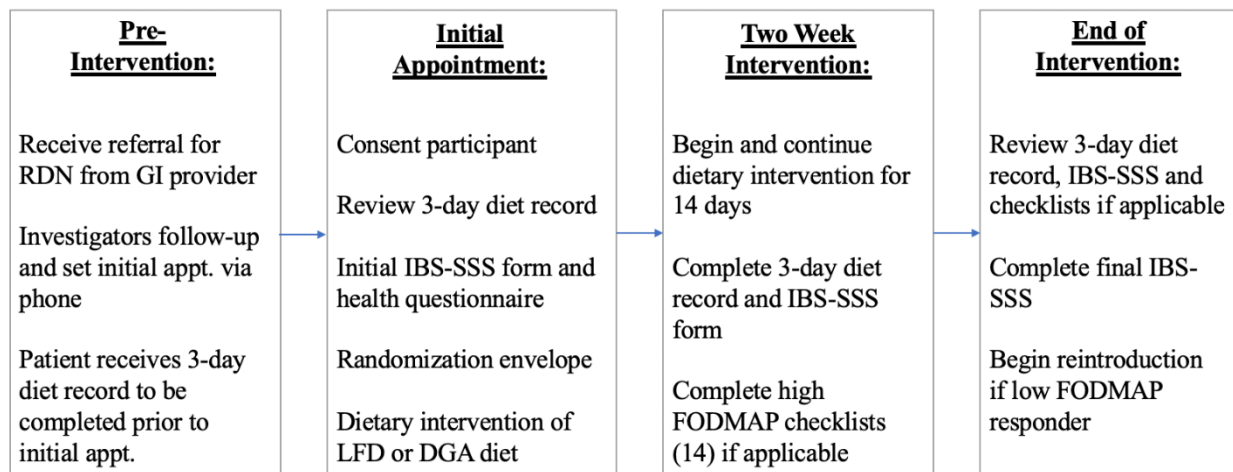 Pre-
Intervention:
Receive referral for
RDN from GI provider
Investigators follow-up
and set initial appt. via
phone
Patient receives 3-day
diet record to be
completed prior to
initial appt.
Initial
Appointment:
Consent participant
Review 3-day diet record
Initial IBS-SSS form and
health questionnaire
Randomization envelope
Dietary intervention of
LFD or DGA diet
Two Week
Intervention:
Begin and continue
dietary intervention for
14 days
Complete 3-day diet
record and IBS-SSS
form
Complete high
FODMAP checklists
(14) if applicable
End of
Intervention:
Review 3-day diet
record, IBS-SSS and
checklists if applicable
Complete final IBS-
SSS
Begin reintroduction
if low FODMAP
responder